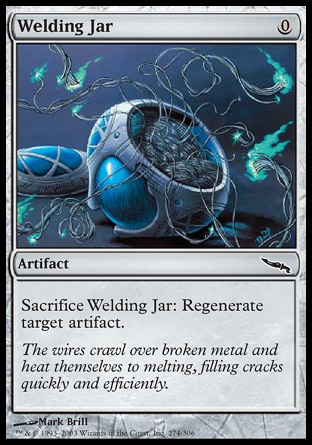 Welding Jar 0
Artifact
Sacrifice Welding Jar: Regenerate
target artifact.
The wires crawl over broken metal and
heat themselves to melting, filling cracks
quickly and efficiently.
Mark Brill
™ & © 1993–2003 Wizards of the Coast, Inc. 274/306